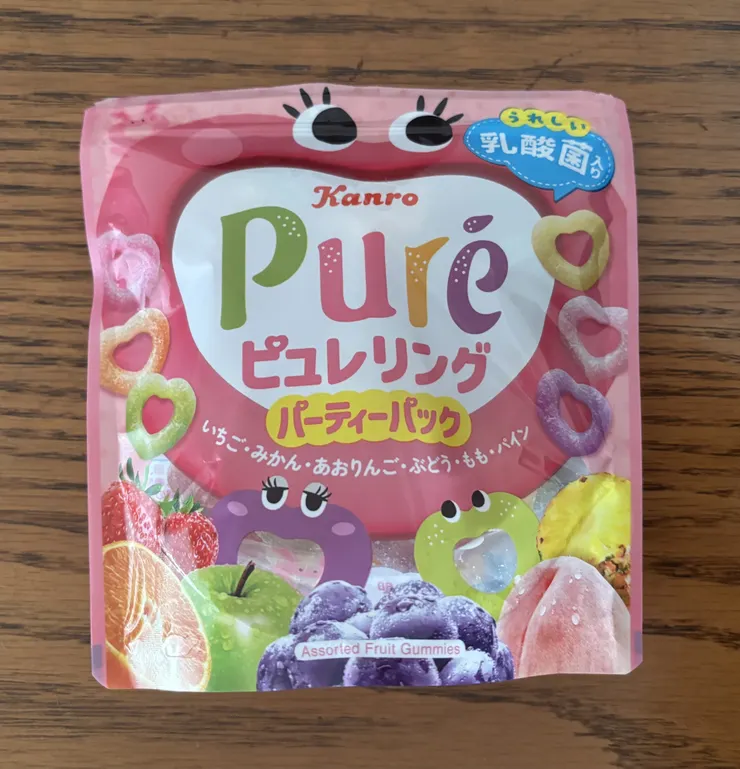 うれしい
乳酸菌入り
Kanro
Puré
ピュレリング
パーティーパック
いちご・みかん・あおりんご・ぶどう・もも・パイン
Assorted Fruit Gummies